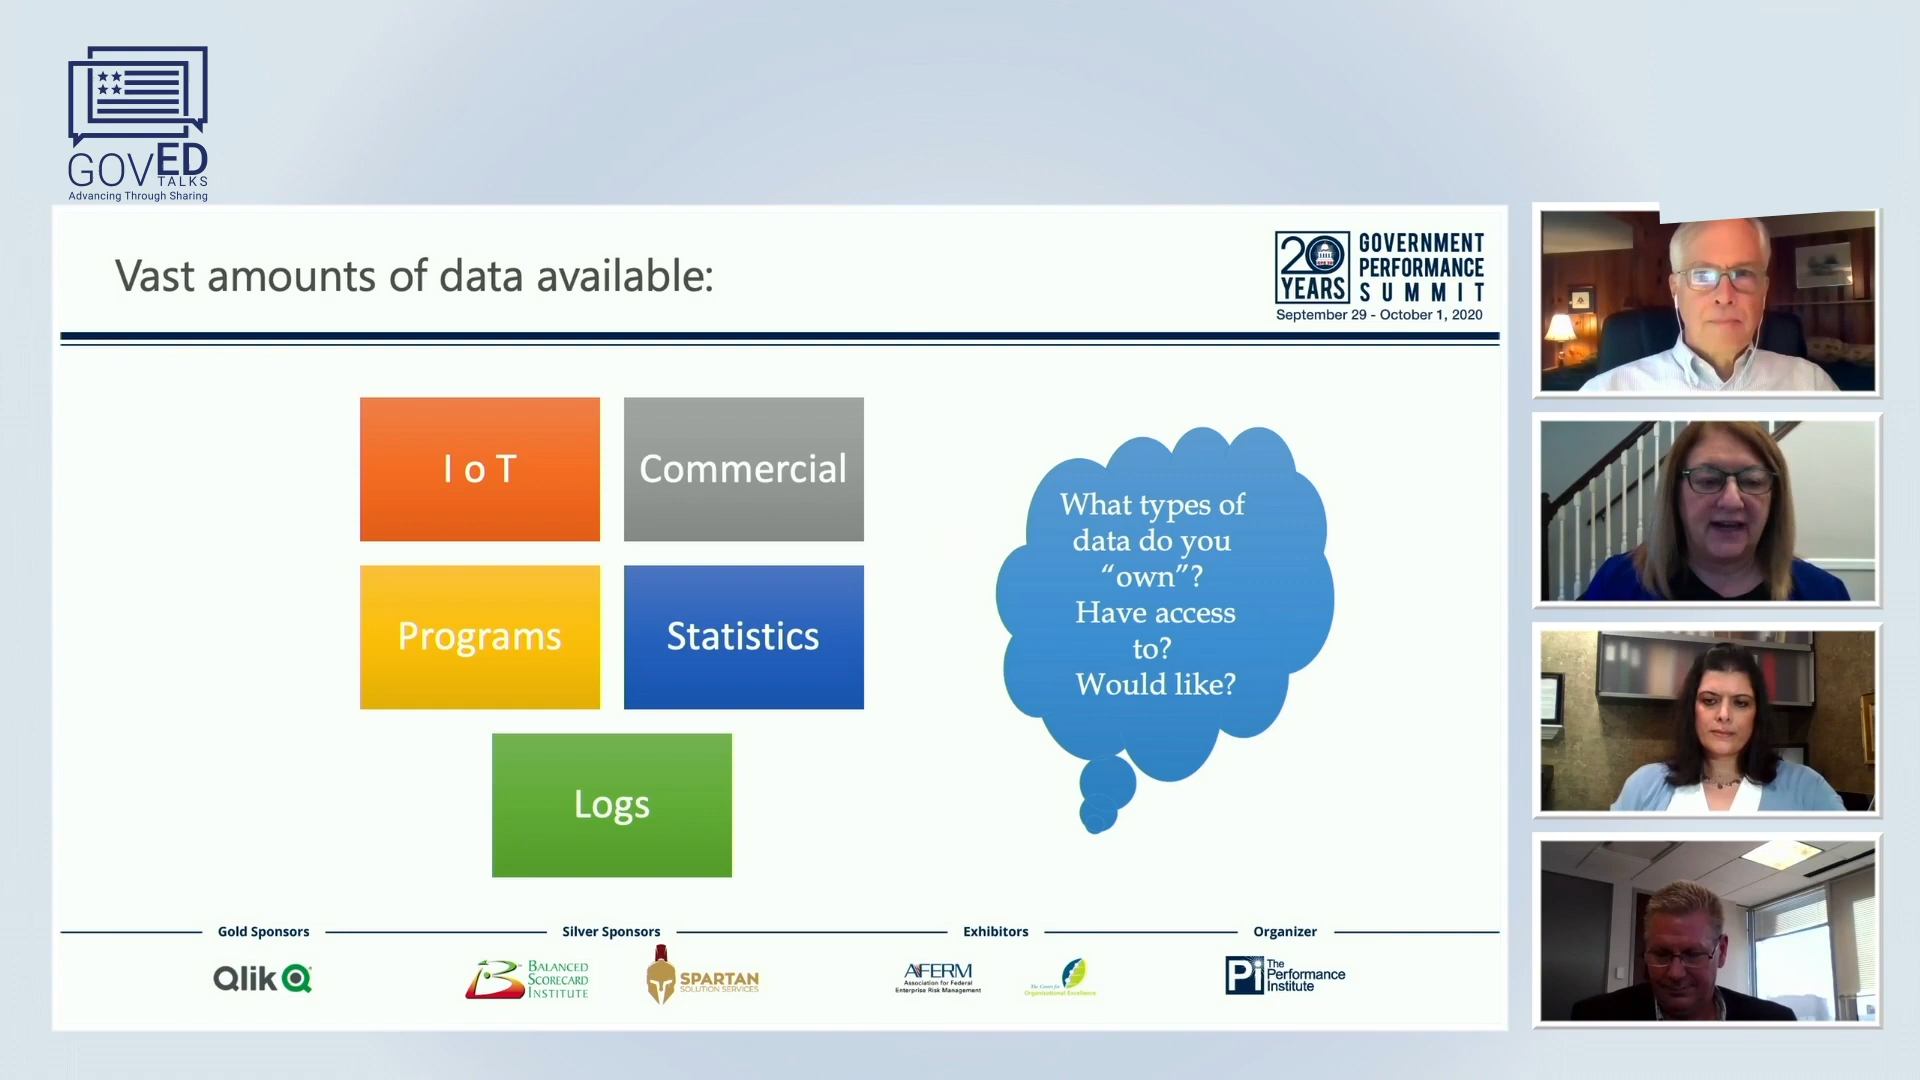 GOVED
TALKS
Advancing Through Sharing
Vast amounts of data available:
20
YEARS
GOVERNMENT
PERFORMANCE
SUMMIT
September 29 - October 1, 2020
I o T
Commercial
Programs
Statistics
Logs
What types of
data do you
“own”?
Have access
to?
Would like?
Gold Sponsors
Silver Sponsors
Exhibitors
Organizer
Qlik
BALANCED
SCORECARD
INSTITUTE
SPARTAN
SOLUTION SERVICES
AFERM
Association for Federal
Enterprise Risk Management
The Center for
Organizational Excellence
Pi
The
Performance
Institute